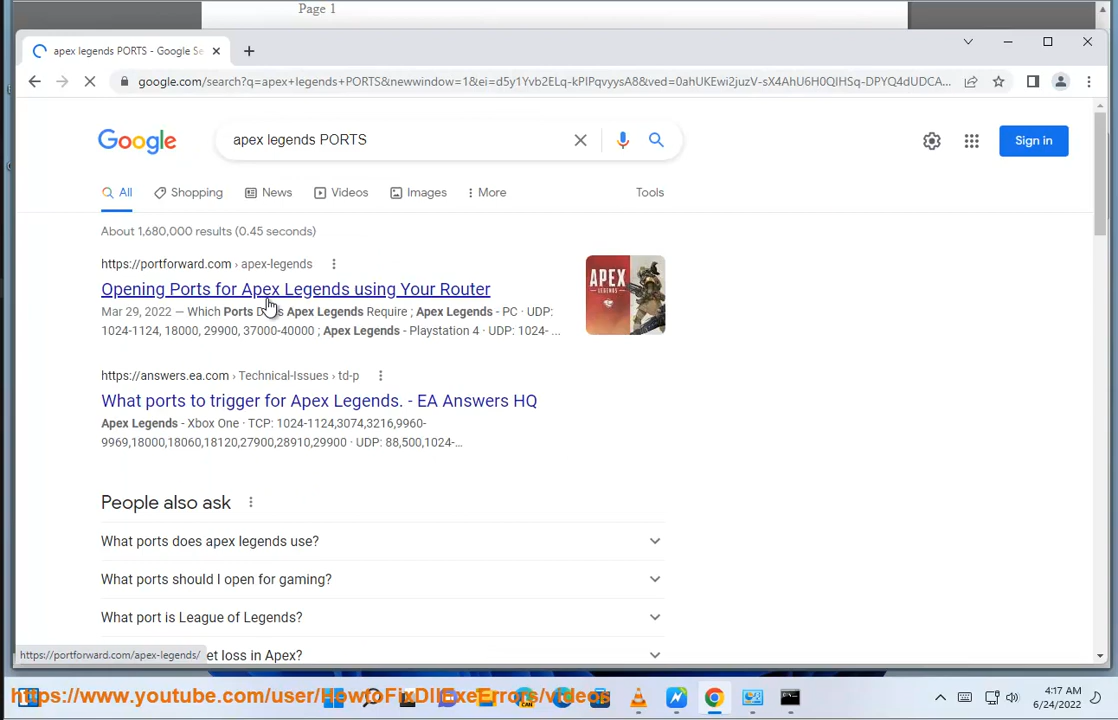 Page 1
apex legends PORTS - Google Se
google.com/search?q=apex+legends+PORTS&newwindow=1&ei=d5y1Yvb2ELq-kPIPqvyysA8&ved=0ahUKEwi2juzV-sX4AhU6H0QIHSq-DPYQ4dUDCA...
Google
apex legends PORTS
Sign in
All
Shopping
News
Videos
Images
More
Tools
About 1,680,000 results (0.45 seconds)
https://portforward.com › apex-legends
Opening Ports for Apex Legends using Your Router
Mar 29, 2022 — Which Ports Does Apex Legends Require ; Apex Legends - PC · UDP:
1024-1124, 18000, 29900, 37000-40000 ; Apex Legends - Playstation 4 · UDP: 1024- ...
APEX
LEGENDS
https://answers.ea.com › Technical-Issues › td-p
What ports to trigger for Apex Legends. - EA Answers HQ
Apex Legends - Xbox One · TCP: 1024-1124,3074,3216,9960-
9969,18000,18060,18120,27900,28910,29900 · UDP: 88,500,1024-...
People also ask
What ports does apex legends use?
What ports should I open for gaming?
What port is League of Legends?
et loss in Apex?
https://portforward.com/apex-legends/
https://www.youtube.com/user/HowtoFixDllExeErrors/videos
4:17 AM
6/24/2022